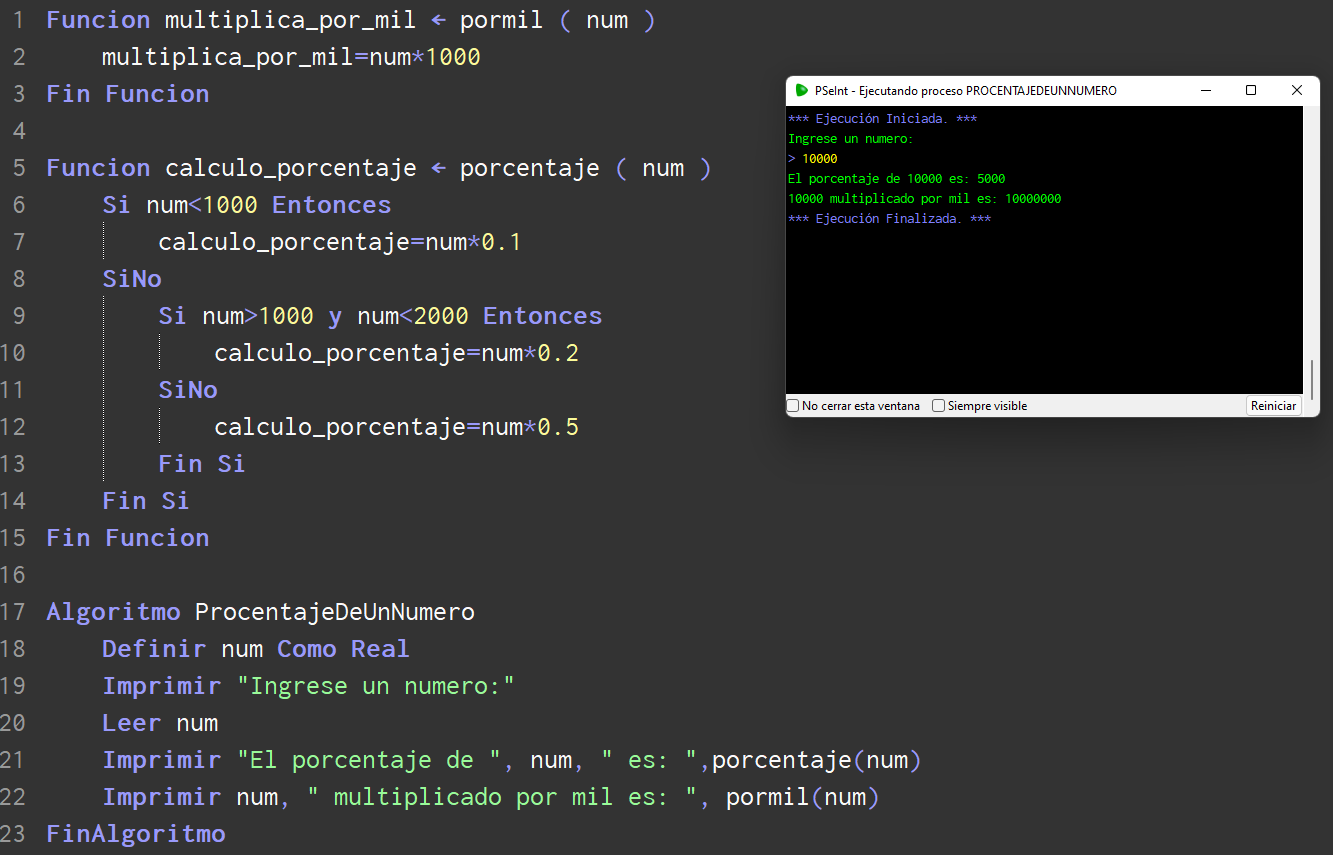 1 Funcion multiplica_por_mil ← pormil ( num )
2 multiplica_por_mil=num*1000
3 Fin Funcion
4
5 Funcion calculo_porcentaje ← porcentaje ( num )
6 Si num<1000 Entonces
7 calculo_porcentaje=num*0.1
8 SiNo
9 Si num>1000 y num<2000 Entonces
10 calculo_porcentaje=num*0.2
11 SiNo
12 calculo_porcentaje=num*0.5
13 Fin Si
14 Fin Si
15 Fin Funcion
16
17 Algoritmo ProcentajeDeUnNumero
18 Definir num Como Real
19 Imprimir "Ingrese un numero:"
20 Leer num
21 Imprimir "El porcentaje de ", num, " es: ",porcentaje(num)
22 Imprimir num, " multiplicado por mil es: ", pormil(num)
23 FinAlgoritmo
PSeInt - Ejecutando proceso PROCENTAJEDEUNNUMERO
*** Ejecución Iniciada. ***
Ingrese un numero:
> 10000
El porcentaje de 10000 es: 5000
10000 multiplicado por mil es: 10000000
*** Ejecución Finalizada. ***
No cerrar esta ventana Siempre visible Reiniciar